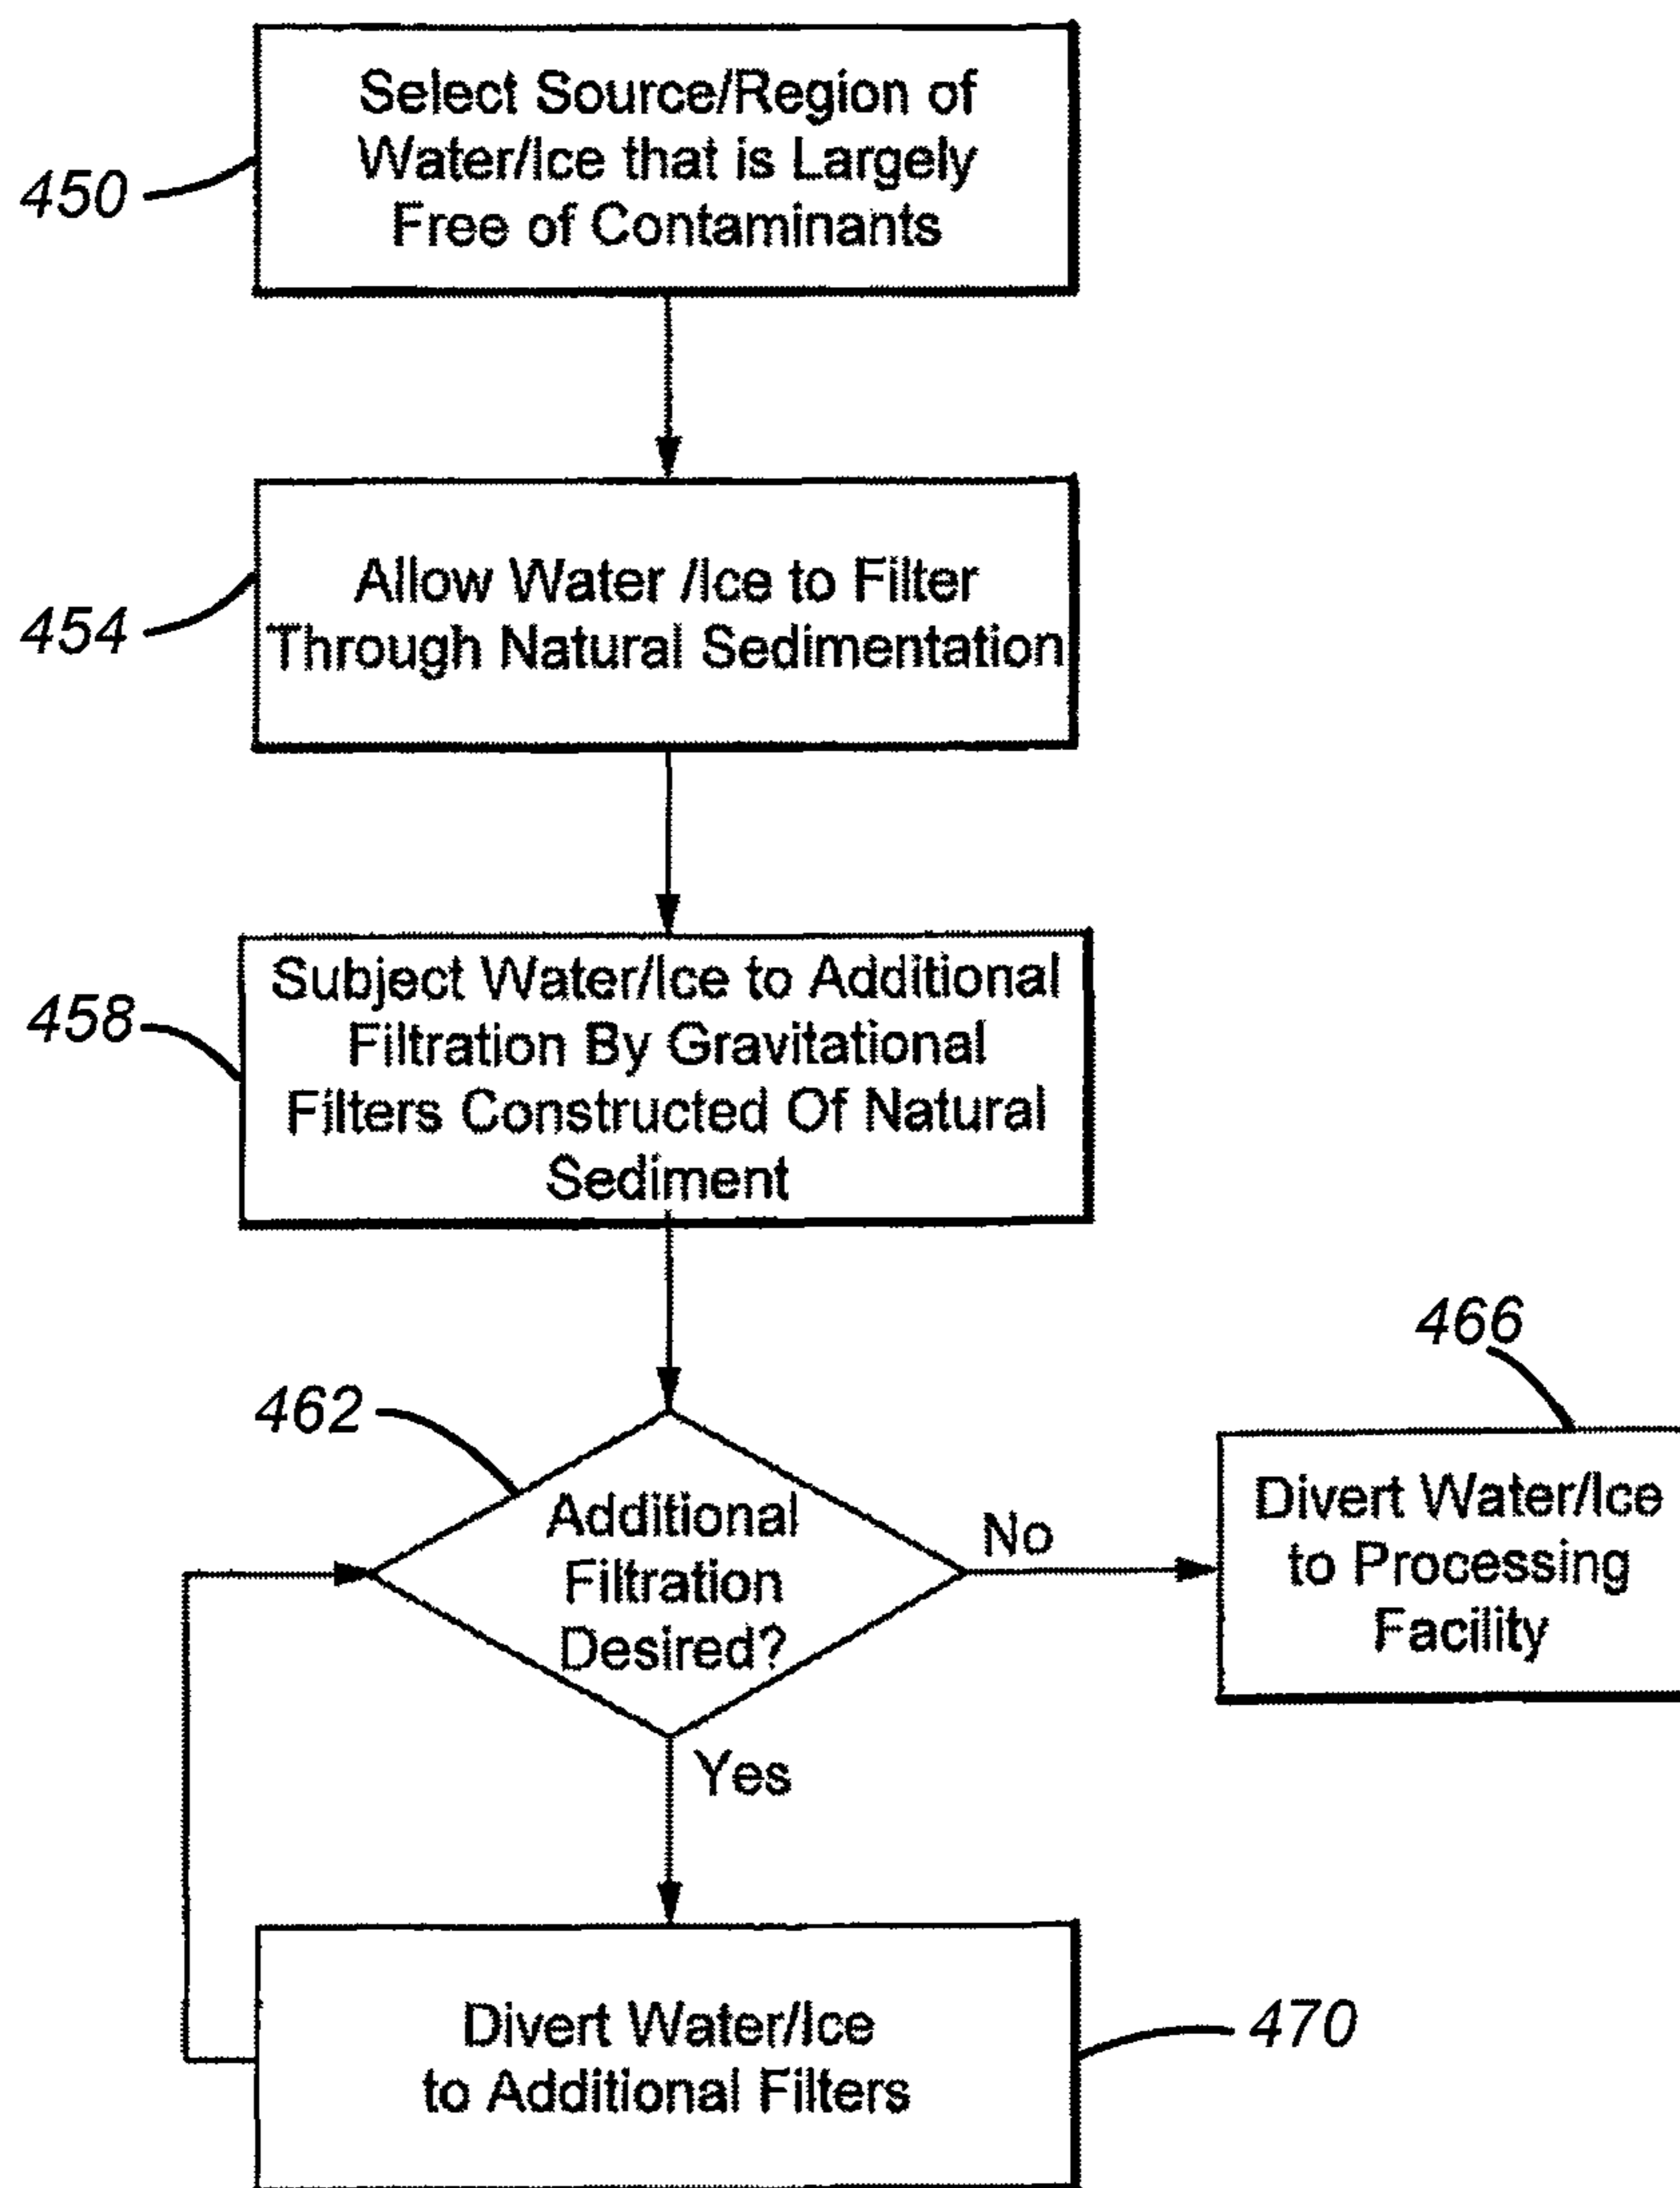 Select Source/Region of
Water/Ice that is Largely
Free of Contaminants
450
Allow Water /Ice to Filter
Through Natural Sedimentation
454
Subject Water/Ice to Additional
Filtration By Gravitational
Filters Constructed Of Natural
Sediment
458
462
Additional
Filtration
Desired?
No
466
Divert Water/Ice
to Processing
Facility
Yes
Divert Water/Ice
to Additional Filters
470